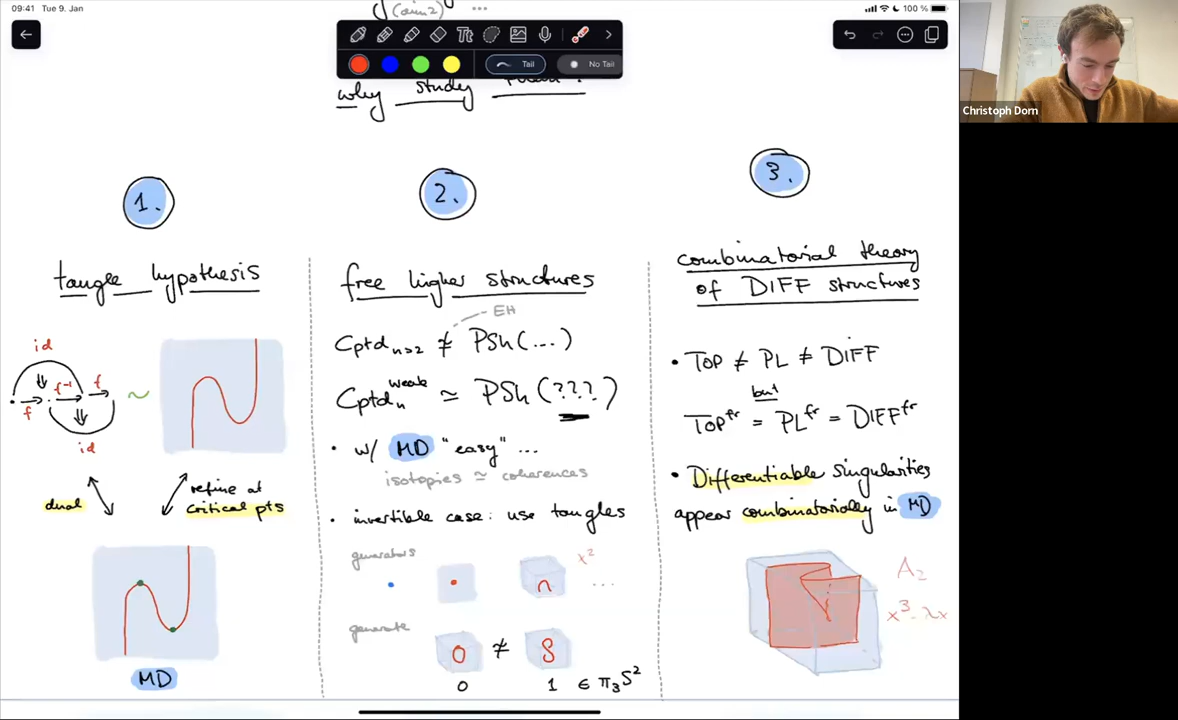 09:41 Tue 9. Jan
100 %
(dim 2)
Tail
No Tail
Christoph Dorn
why study
1.
tangle hypothesis
id
f f⁻¹ f
id
~
dual
refine at
critical pts
MD
2.
free higher structures
EH
Cptd n>2 ≄ PSh(...)
Cptd n weak ≃ PSh(???)
• w/ MD "easy" ...
isotopies ≃ coherences
• invertible case: use tangles
generators
x²
...
generate
≠
0 1 ∈ π₃S²
3.
combinatorial theory
of DIFF structures
• TOP ≠ PL ≠ DIFF
but
TOP^fr = PL^fr = DIFF^fr
• Differentiable singularities
appear combinatorially in MD
A₂
x³-λx